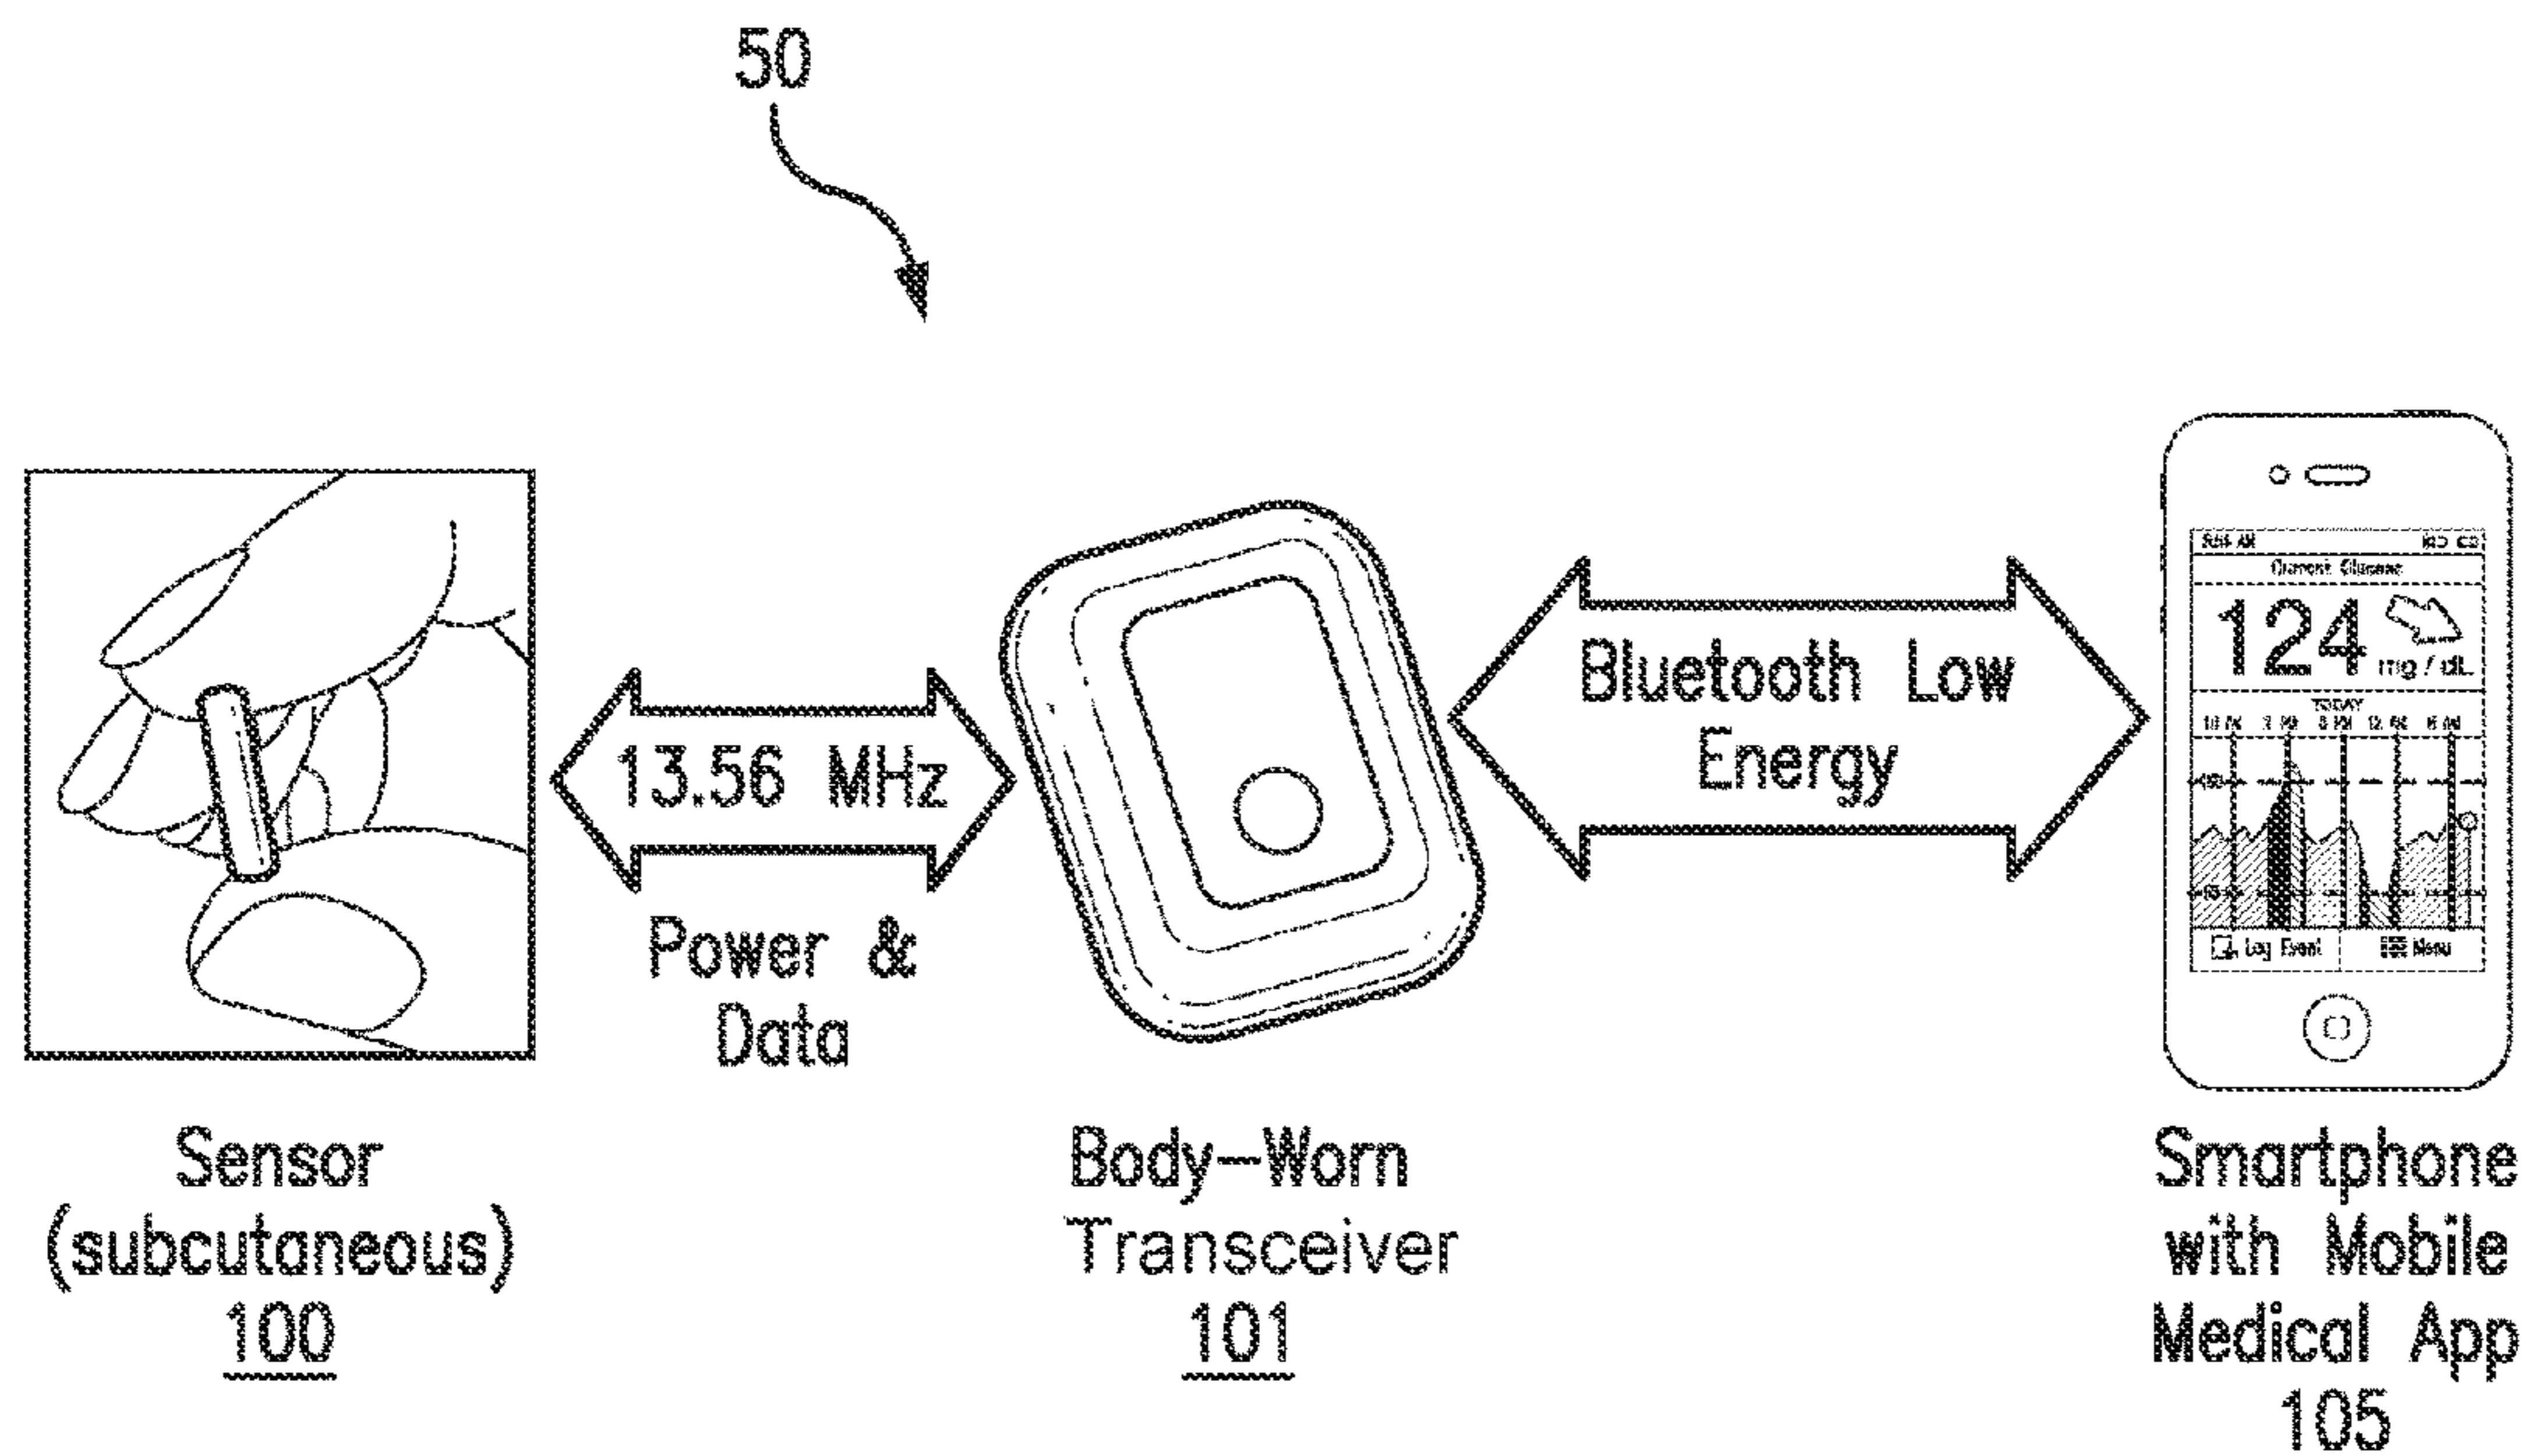 50
13.56 MHz
Power &
Data
Bluetooth Low
Energy
Current Glucose
124
mg / dL
TODAY
Log Event
Menu
Sensor
(subcutaneous)
100
Body-Worn
Transceiver
101
Smartphone
with Mobile
Medical App
105